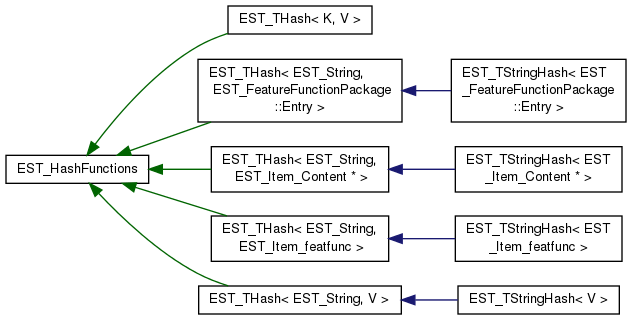 EST_THash< K, V >
EST_THash< EST_String,
EST_FeatureFunctionPackage
::Entry >
EST_TStringHash< EST
_FeatureFunctionPackage
::Entry >
EST_HashFunctions
EST_THash< EST_String,
EST_Item_Content * >
EST_TStringHash< EST
_Item_Content * >
EST_THash< EST_String,
EST_Item_featfunc >
EST_TStringHash< EST
_Item_featfunc >
EST_THash< EST_String, V >
EST_TStringHash< V >